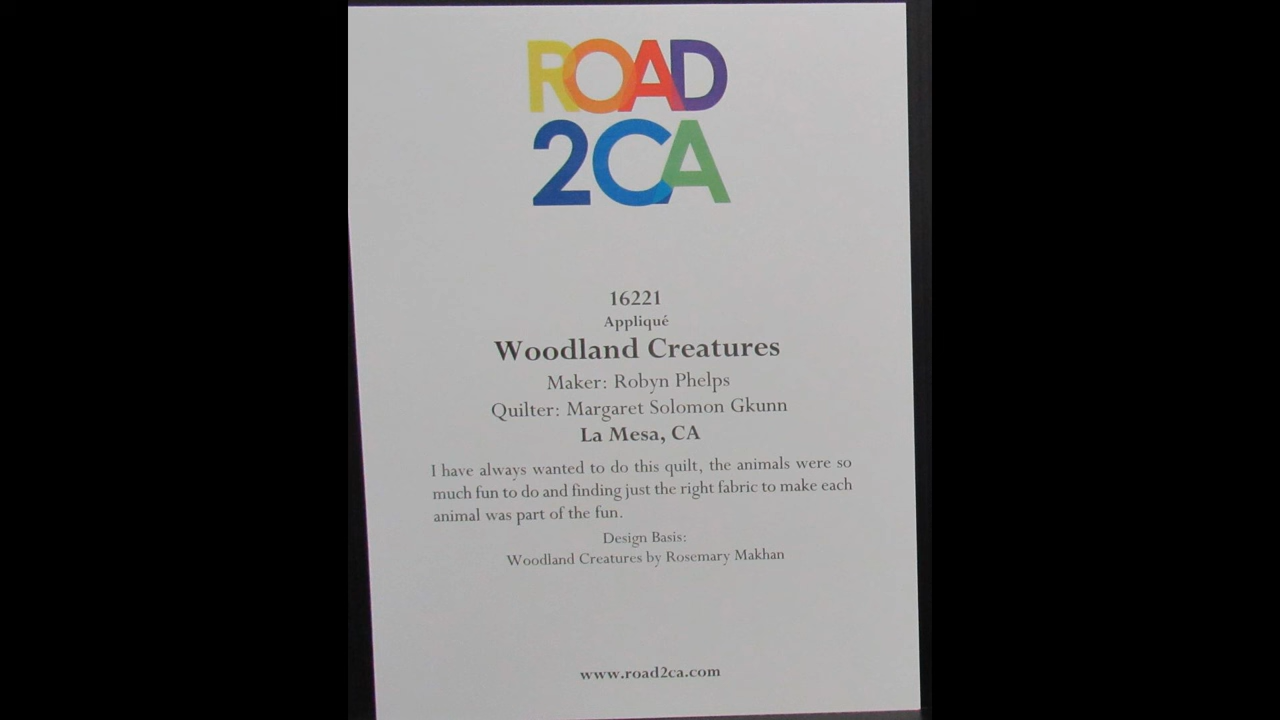 ROAD
2CA
16221
Appliqué
Woodland Creatures
Maker: Robyn Phelps
Quilter: Margaret Solomon Gkunn
La Mesa, CA
I have always wanted to do this quilt, the animals were so
much fun to do and finding just the right fabric to make each
animal was part of the fun.
Design Basis:
Woodland Creatures by Rosemary Makhan
www.road2ca.com